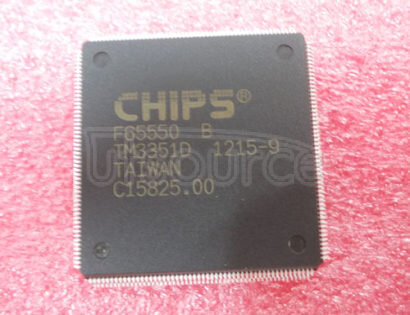 CHIPS®
F65550 B
TM3351D 1215-9
TAIWAN
C15825.00